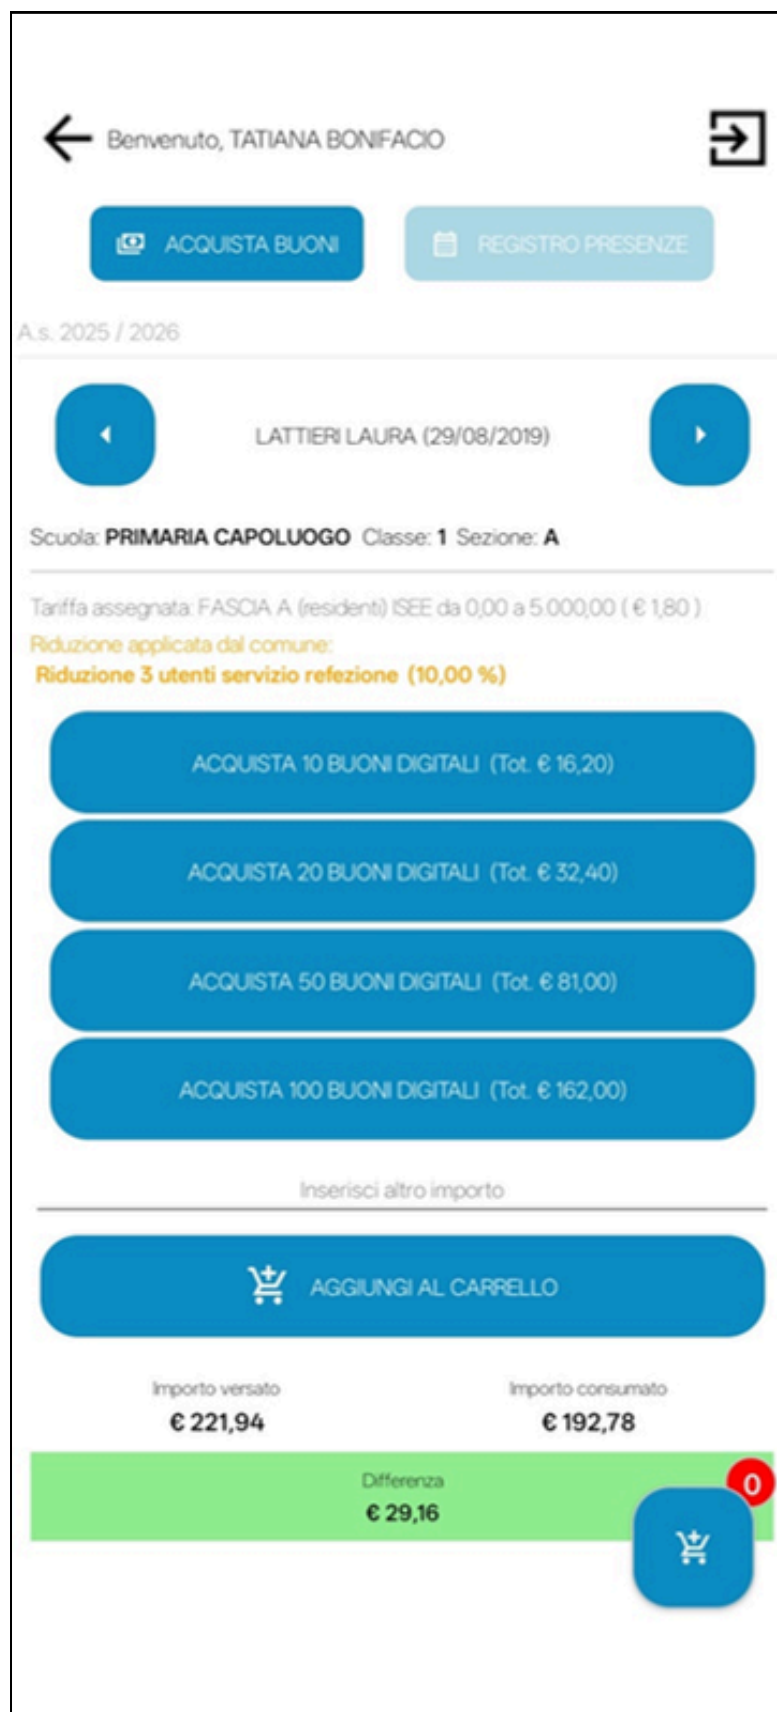 Benvenuto, TATIANA BONIFACIO
ACQUISTA BUONI
REGISTRO PRESENZE
A.s. 2025 / 2026
LATTIERI LAURA (29/08/2019)
Scuola: PRIMARIA CAPOLUOGO Classe: 1 Sezione: A
Tariffa assegnata: FASCIA A (residenti) ISEE da 0,00 a 5.000,00 ( € 1,80 )
Riduzione applicata dal comune:
Riduzione 3 utenti servizio refezione (10,00 %)
ACQUISTA 10 BUONI DIGITALI (Tot. € 16,20)
ACQUISTA 20 BUONI DIGITALI (Tot. € 32,40)
ACQUISTA 50 BUONI DIGITALI (Tot. € 81,00)
ACQUISTA 100 BUONI DIGITALI (Tot. € 162,00)
Inserisci altro importo
AGGIUNGI AL CARRELLO
Importo versato
€ 221,94
Importo consumato
€ 192,78
Differenza
€ 29,16
0